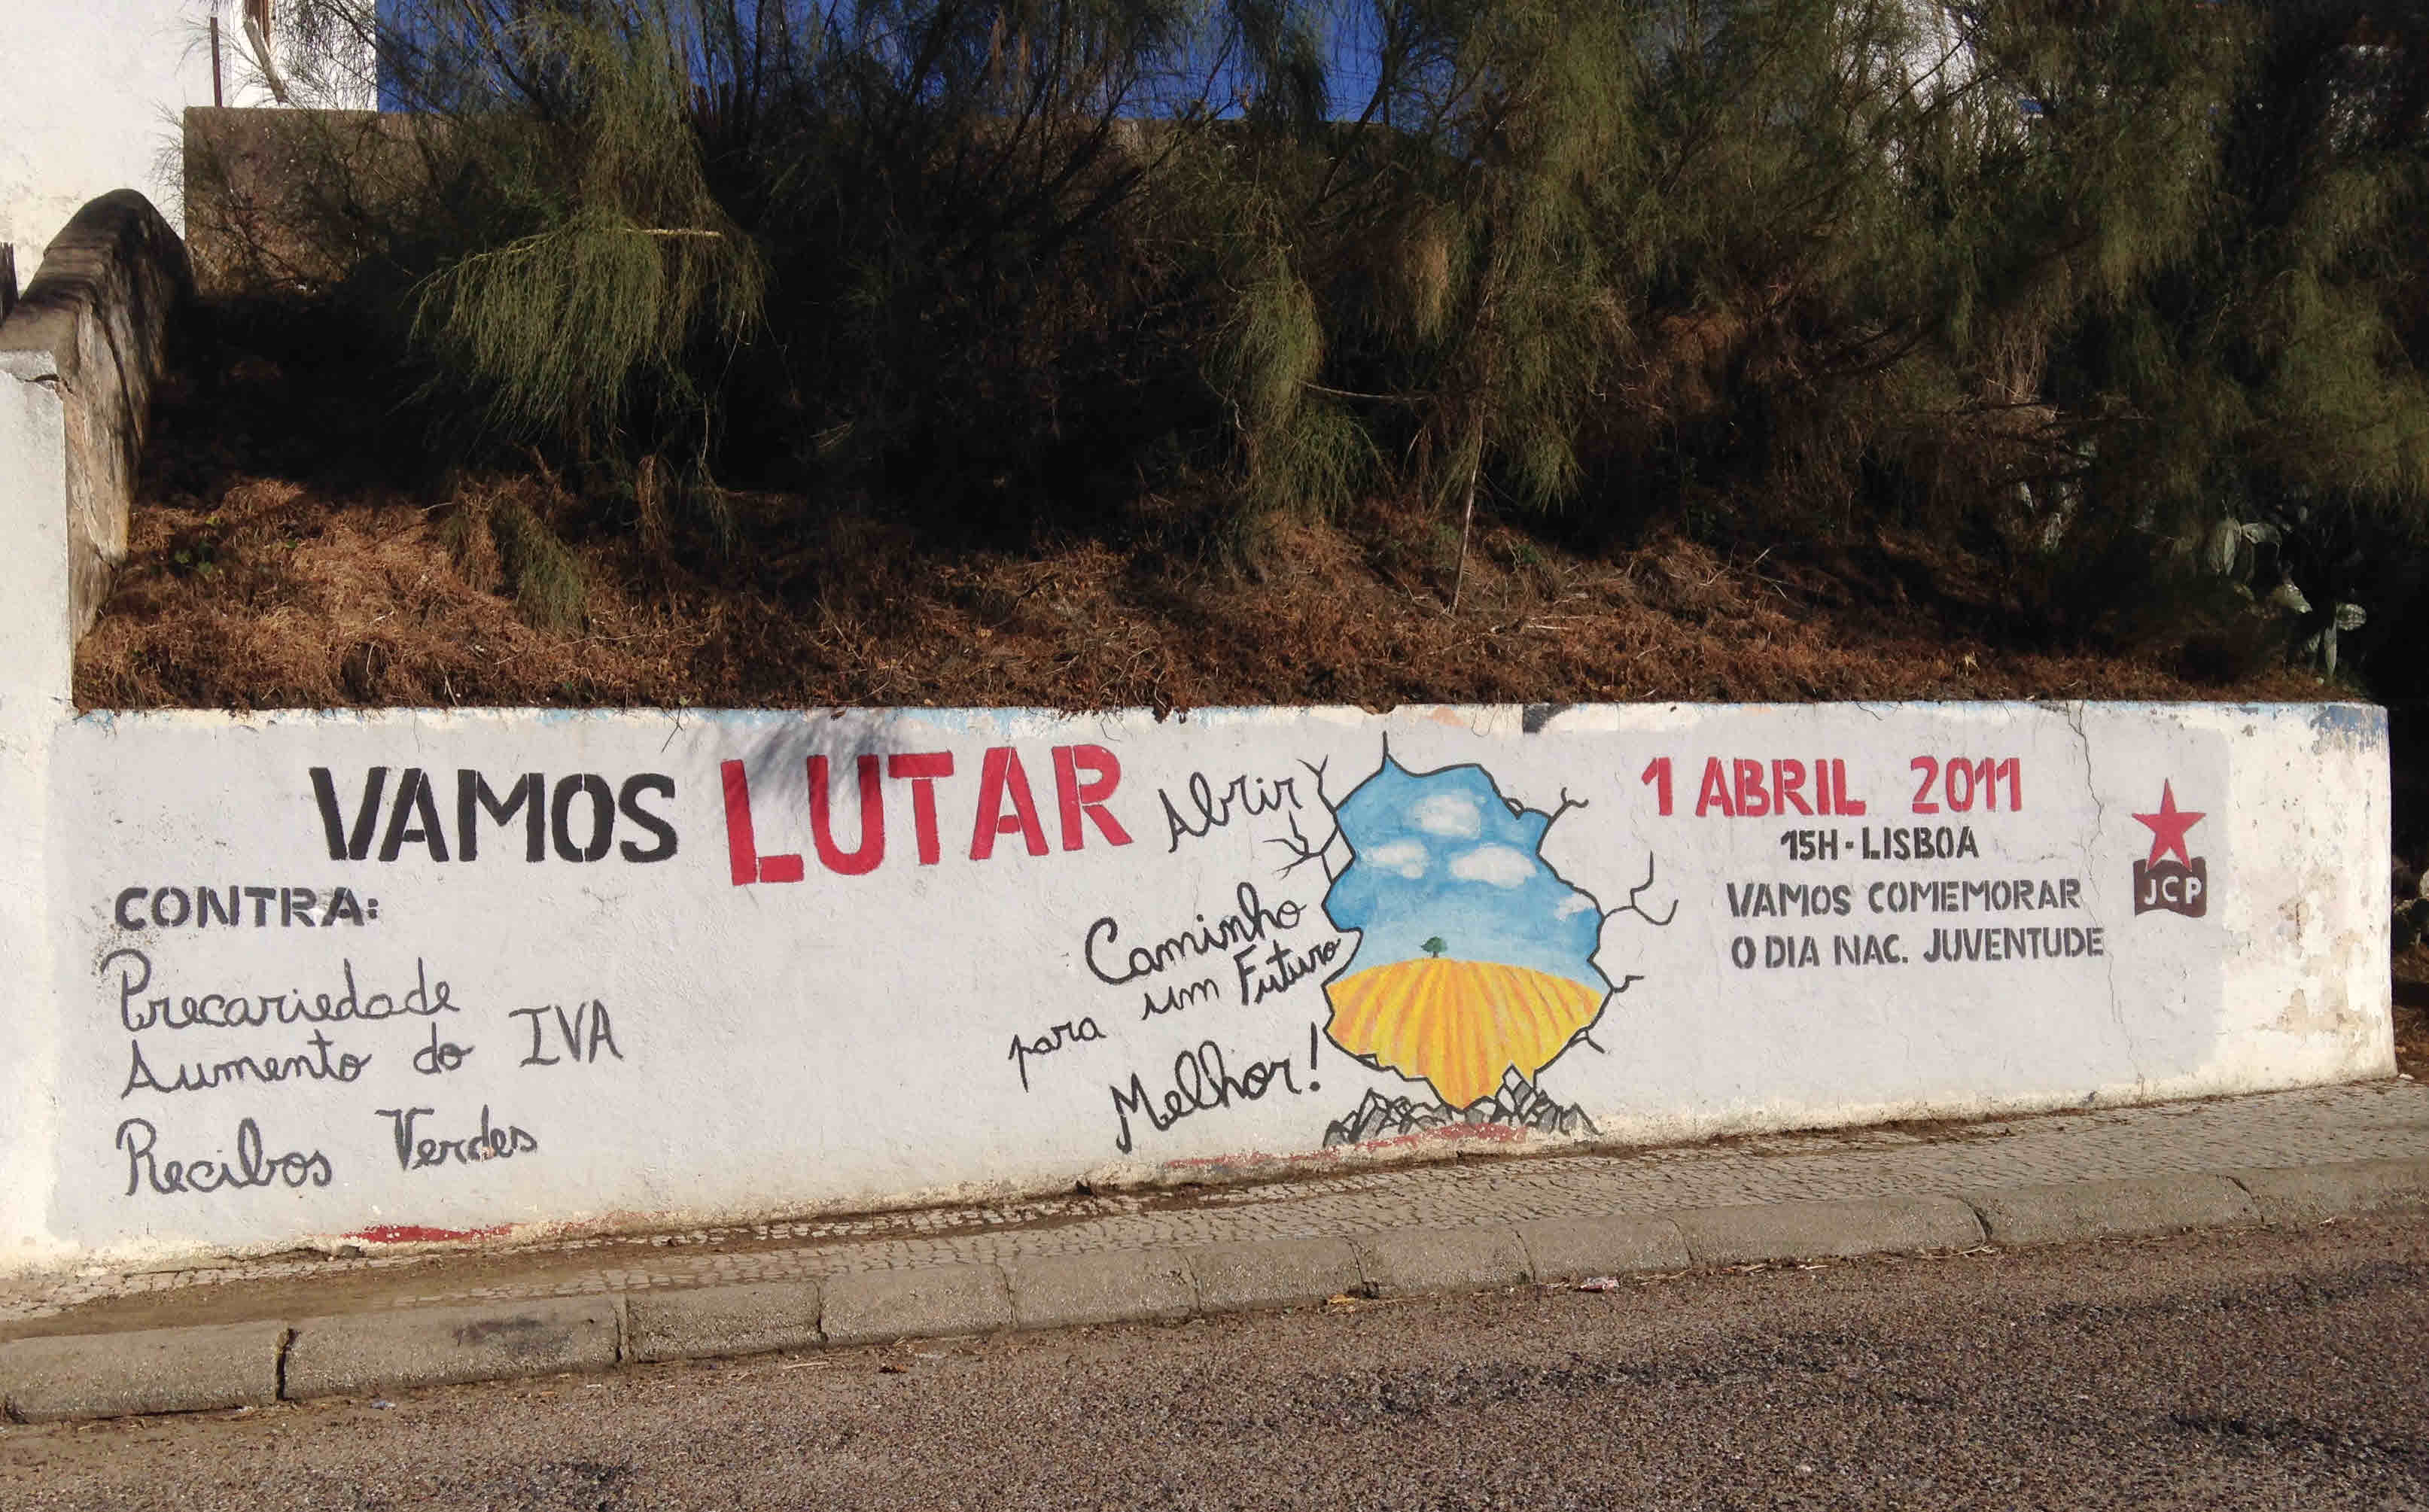 VAMOS LUTAR
CONTRA:
Precariedade
Aumento do IVA
Recibos Verdes
Abrir
Caminho
para um Futuro
Melhor!
1 ABRIL 2011
15H - LISBOA
VAMOS COMEMORAR
O DIA NAC. JUVENTUDE
JCP